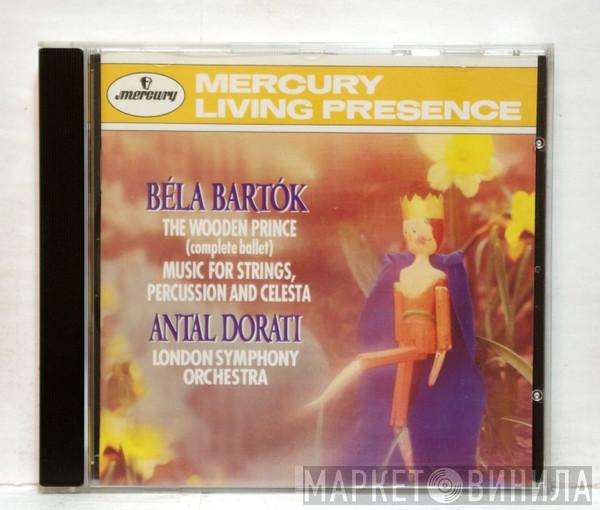 mercury
MERCURY
LIVING PRESENCE
BÉLA BARTÓK
THE WOODEN PRINCE
(complete ballet)
MUSIC FOR STRINGS,
PERCUSSION AND CELESTA
ANTAL DORATI
LONDON SYMPHONY
ORCHESTRA
МАРКЕТ ВИНИЛА